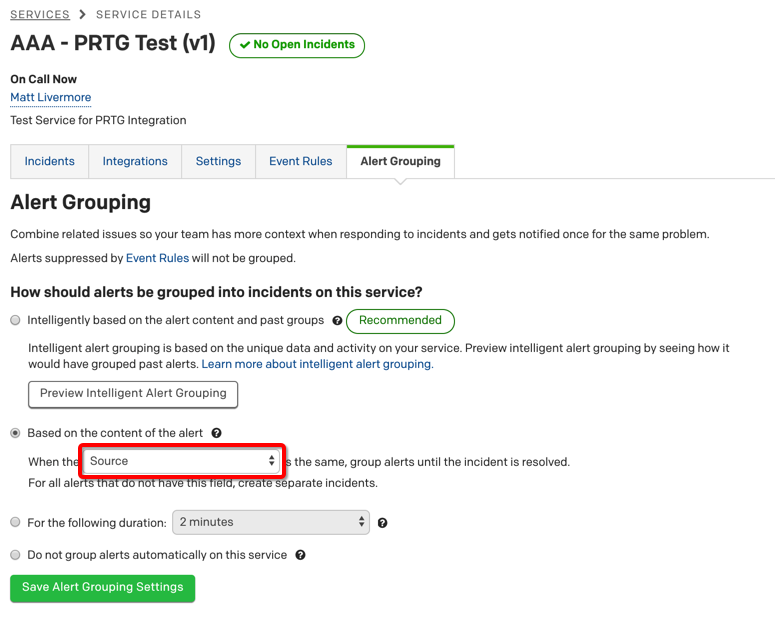 SERVICES > SERVICE DETAILS
AAA - PRTG Test (v1) ✔ No Open Incidents
On Call Now
Matt Livermore
Test Service for PRTG Integration
Incidents Integrations Settings Event Rules Alert Grouping
Alert Grouping
Combine related issues so your team has more context when responding to incidents and gets notified once for the same problem.
Alerts suppressed by Event Rules will not be grouped.
How should alerts be grouped into incidents on this service?
Intelligently based on the alert content and past groups ? Recommended
Intelligent alert grouping is based on the unique data and activity on your service. Preview intelligent alert grouping by seeing how it
would have grouped past alerts. Learn more about intelligent alert grouping.
Preview Intelligent Alert Grouping
Based on the content of the alert ?
When the Source s the same, group alerts until the incident is resolved.
For all alerts that do not have this field, create separate incidents.
For the following duration: 2 minutes ?
Do not group alerts automatically on this service ?
Save Alert Grouping Settings